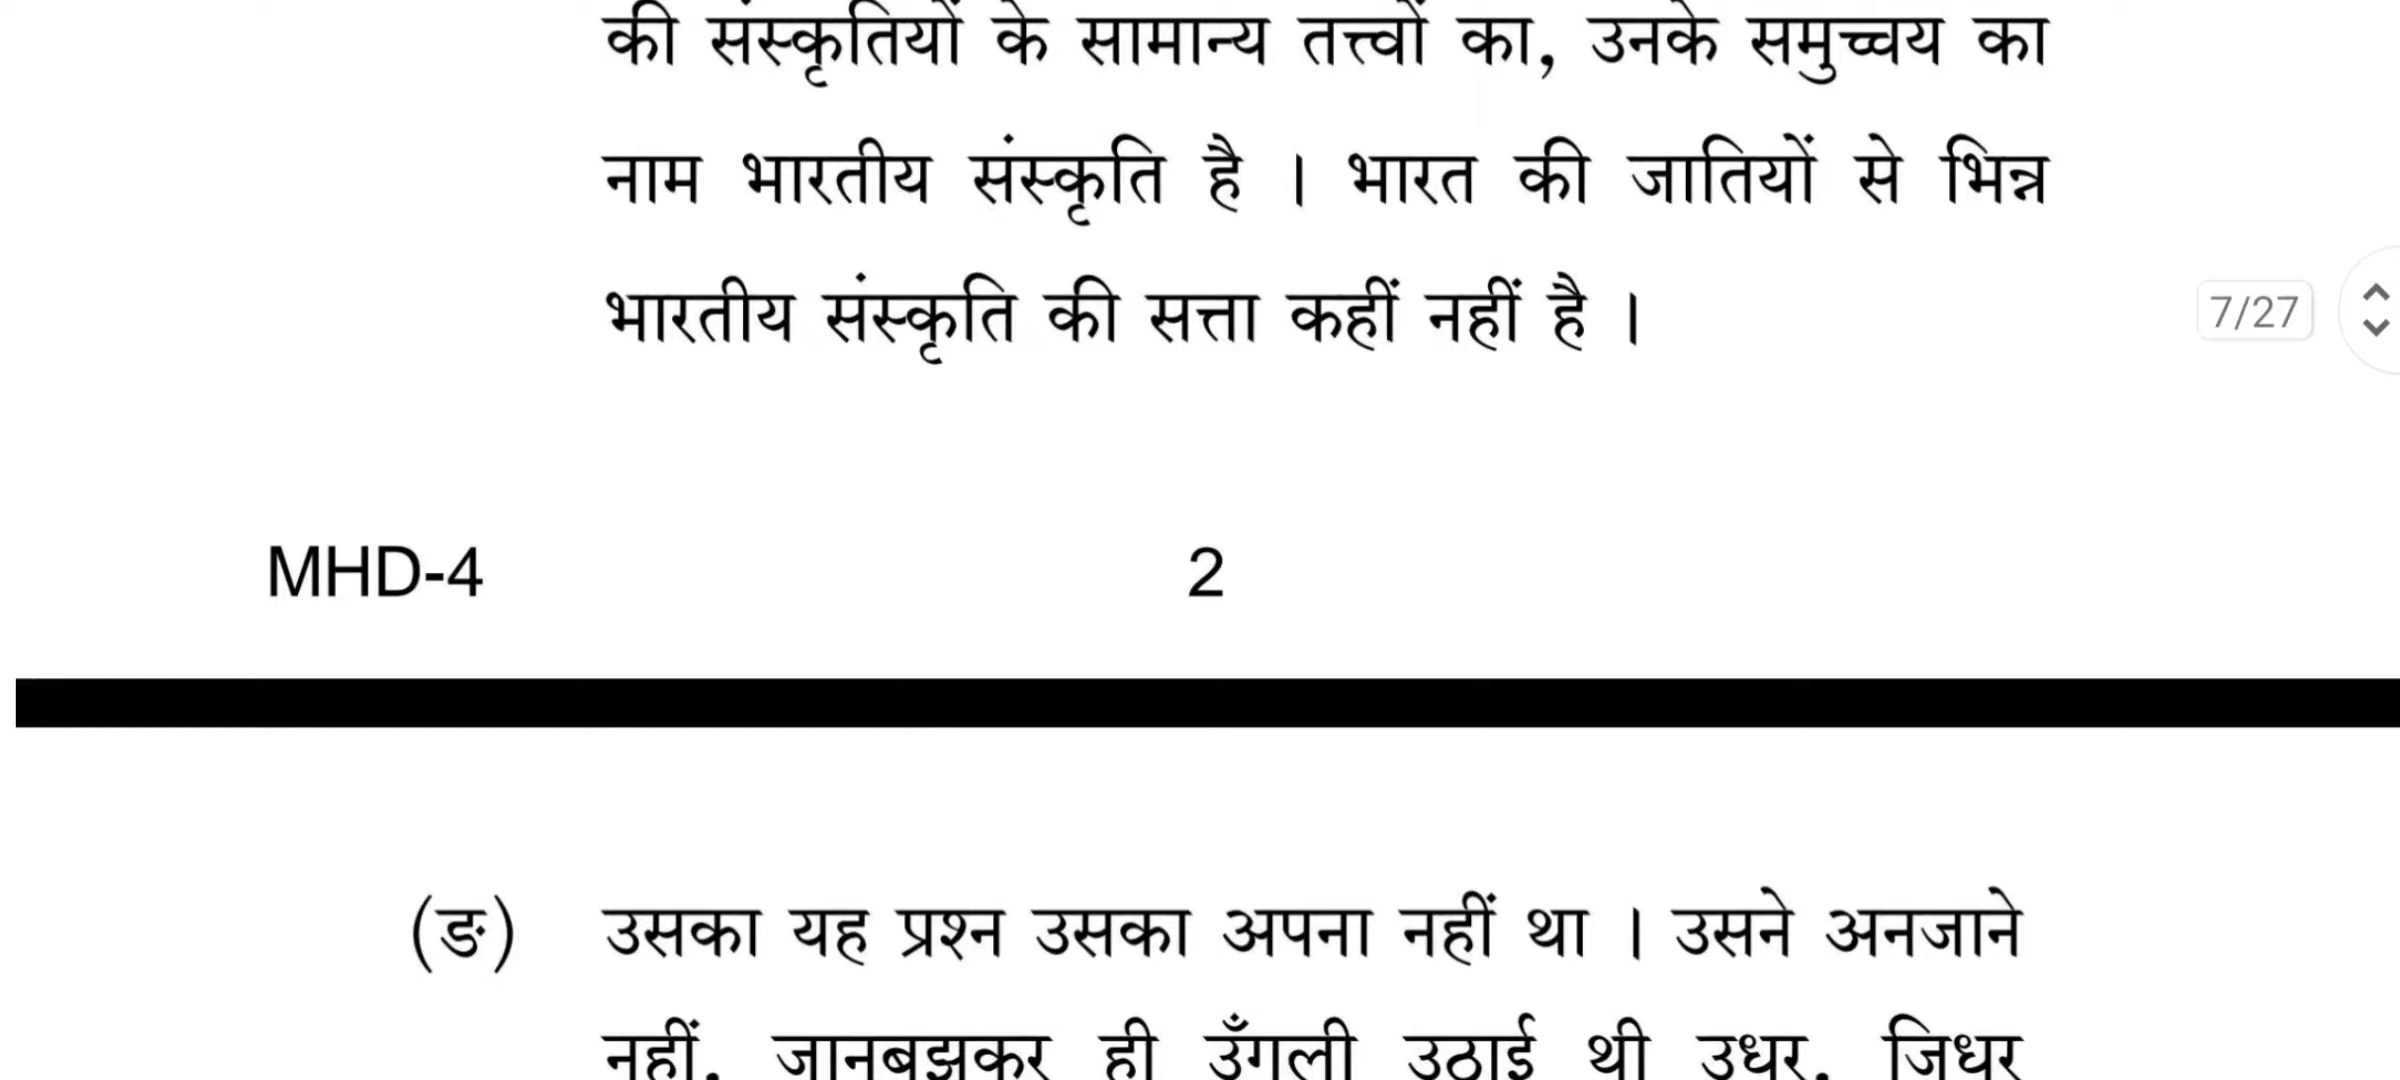 की संस्कृतियों के सामान्य तत्त्वों का, उनके समुच्चय का
नाम भारतीय संस्कृति है । भारत की जातियों से भिन्न
भारतीय संस्कृति की सत्ता कहीं नहीं है ।
7/27
MHD-4 2
(ङ) उसका यह प्रश्न उसका अपना नहीं था । उसने अनजाने
नहीं, जानबूझकर ही उँगली उठाई थी उधर, जिधर